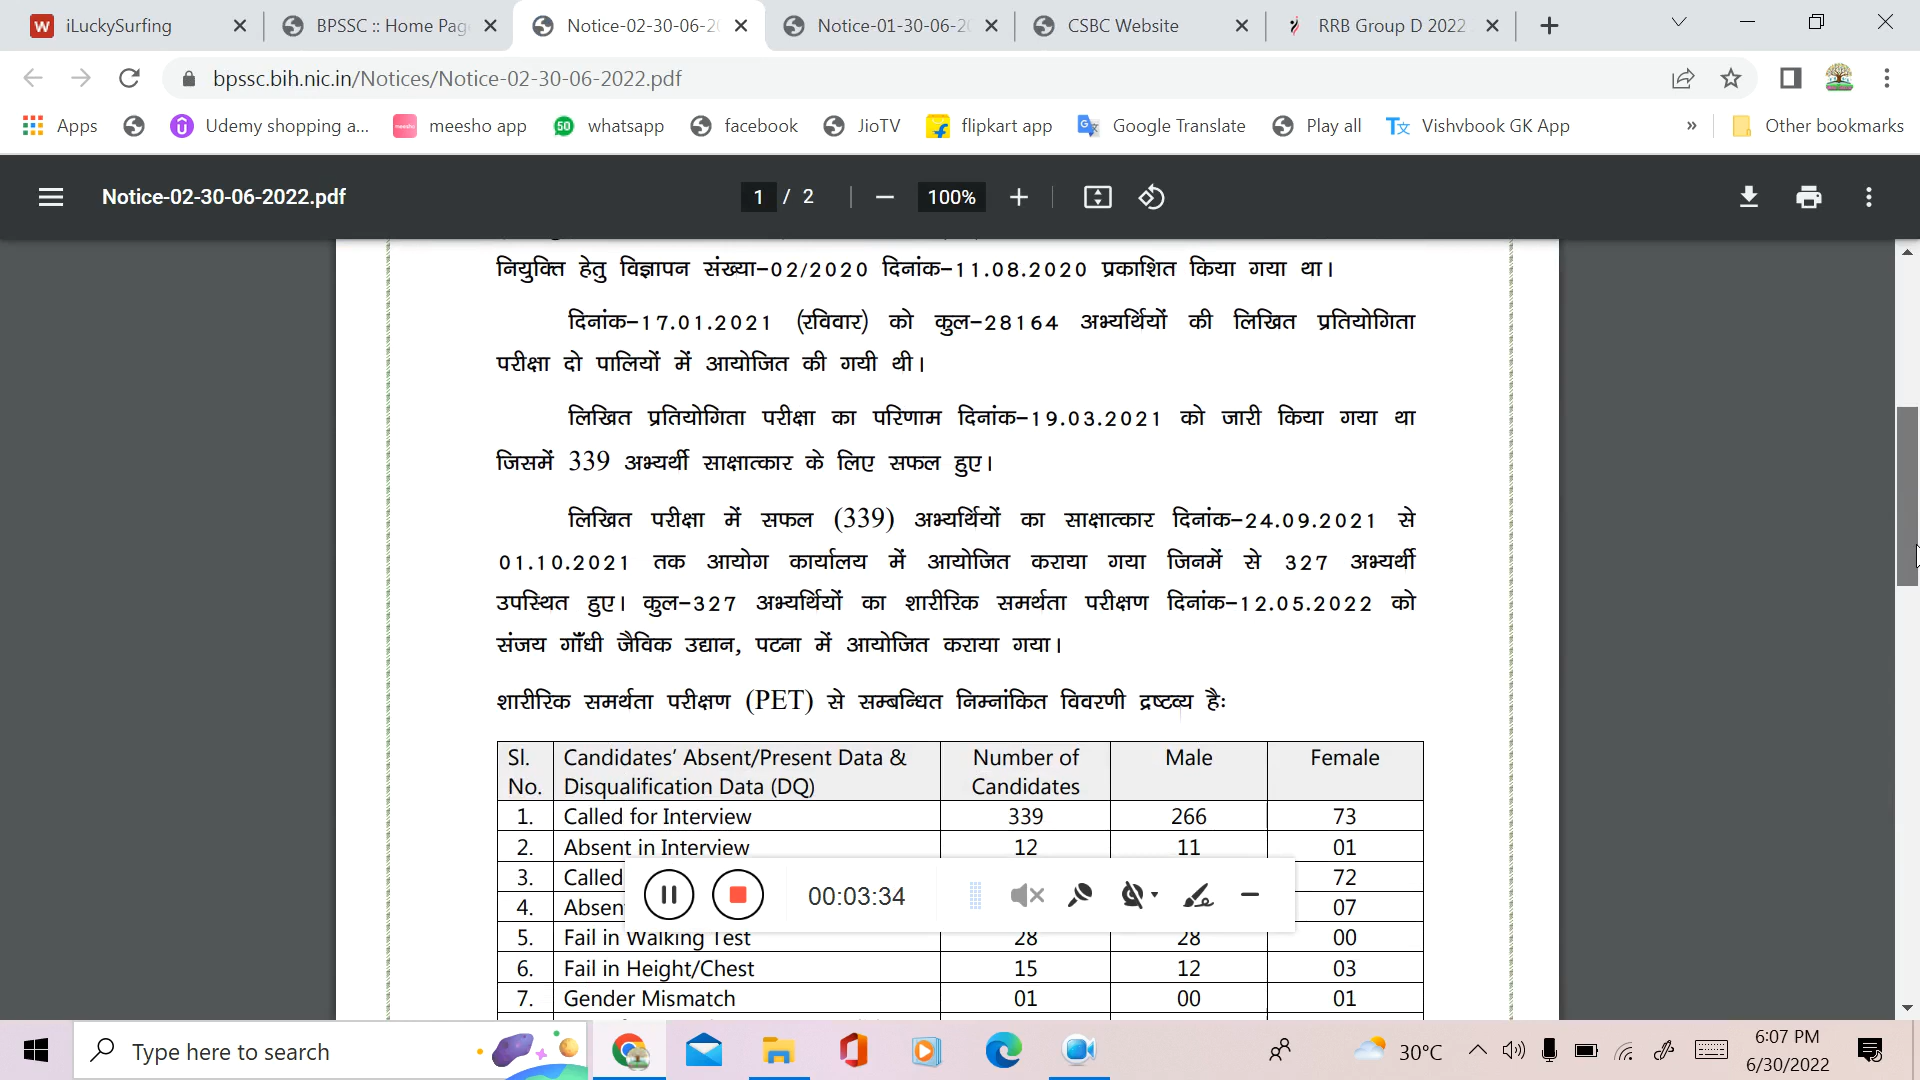 iLuckySurfing
BPSSC :: Home Pag
Notice-02-30-06-20
Notice-01-30-06-20
CSBC Website
RRB Group D 2022
bpssc.bih.nic.in/Notices/Notice-02-30-06-2022.pdf
Apps
Udemy shopping a...
meesho app
50
whatsapp
facebook
JioTV
flipkart app
Google Translate
Play all
Vishvbook GK App
»
Other bookmarks
Notice-02-30-06-2022.pdf
1 / 2
100%
नियुक्ति हेतु विज्ञापन संख्या-02/2020 दिनांक-11.08.2020 प्रकाशित किया गया था।
दिनांक-17.01.2021 (रविवार) को कुल-28164 अभ्यर्थियों की लिखित प्रतियोगिता
परीक्षा दो पालियों में आयोजित की गयी थी।
लिखित प्रतियोगिता परीक्षा का परिणाम दिनांक-19.03.2021 को जारी किया गया था
जिसमें 339 अभ्यर्थी साक्षात्कार के लिए सफल हुए।
लिखित परीक्षा में सफल (339) अभ्यर्थियों का साक्षात्कार दिनांक-24.09.2021 से
01.10.2021 तक आयोग कार्यालय में आयोजित कराया गया जिनमें से 327 अभ्यर्थी
उपस्थित हुए। कुल-327 अभ्यर्थियों का शारीरिक समर्थता परीक्षण दिनांक-12.05.2022 को
संजय गाँधी जैविक उद्यान, पटना में आयोजित कराया गया।
शारीरिक समर्थता परीक्षण (PET) से सम्बन्धित निम्नांकित विवरणी द्रष्टव्य है:
Sl. No. Candidates' Absent/Present Data & Disqualification Data (DQ) Number of Candidates Male Female
1. Called for Interview 339 266 73
2. Absent in Interview 12 11 01
3. Called 72
4. Absen 07
5. Fail in Walking Test 28 28 00
6. Fail in Height/Chest 15 12 03
7. Gender Mismatch 01 00 01
00:03:34
Type here to search
30°C
6:07 PM
6/30/2022